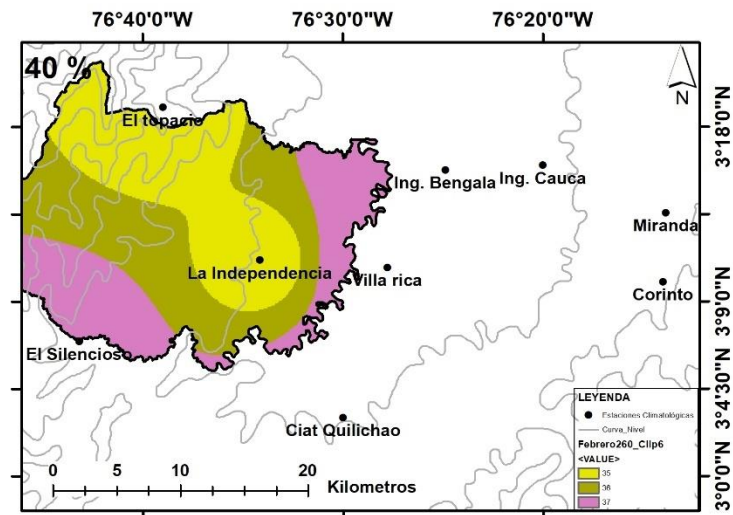 76°40'0"W 76°30'0"W 76°20'0"W
40 %
N
El topacio
3°18'0"N
Ing. Bengala
Ing. Cauca
Miranda
La Independencia
Villa rica
Corinto
3°9'0"N
El Silencioso
Ciat Quilichao
3°4'30"N
3°0'0"N
0 5 10 20
Kilometros
LEYENDA
Estaciones Climatológicas
Curva_Nivel
Febrero260_Clip6
<VALUE>
35
36
37